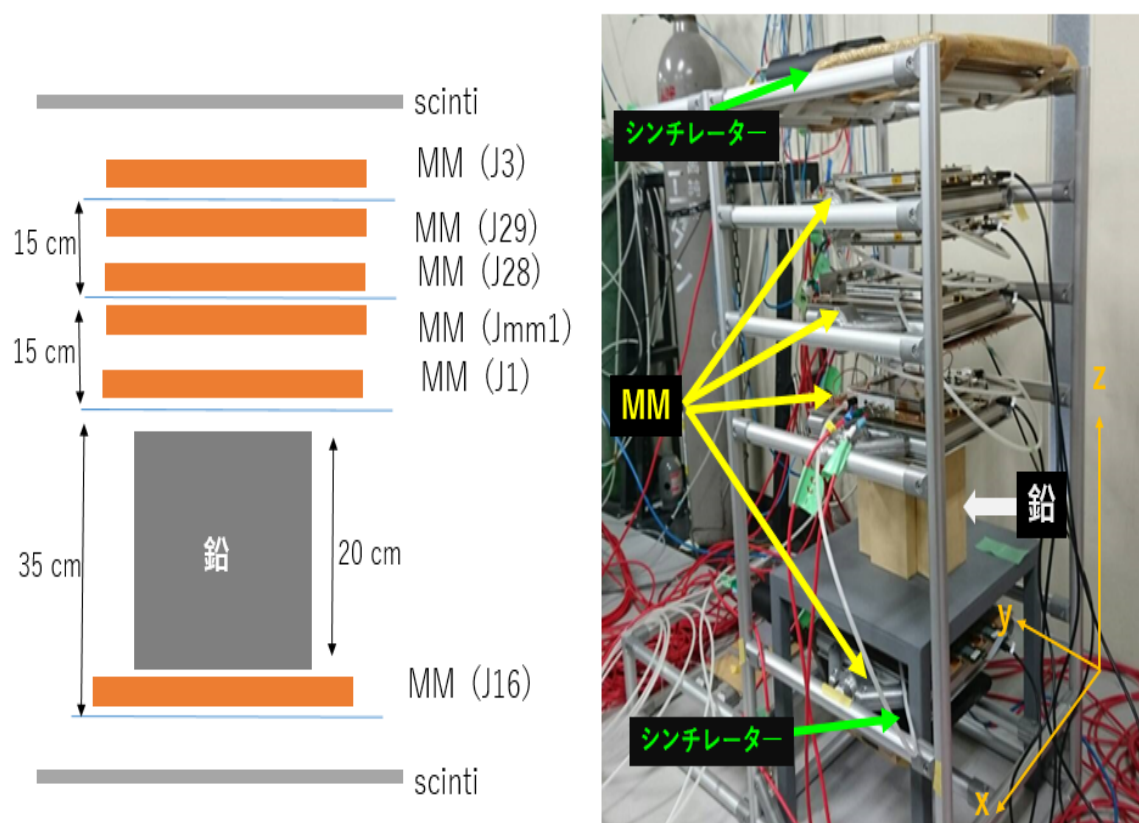 scinti
MM (J3)
15 cm
MM (J29)
MM (J28)
15 cm
MM (Jmm1)
MM (J1)
35 cm
鉛
20 cm
MM (J16)
scinti
シンチレーター
MM
鉛
シンチレーター
z
y
x